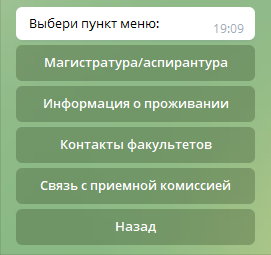 Выбери пункт меню:
19:09
Магистратура/аспирантура
Информация о проживании
Контакты факультетов
Связь с приемной комиссией
Назад